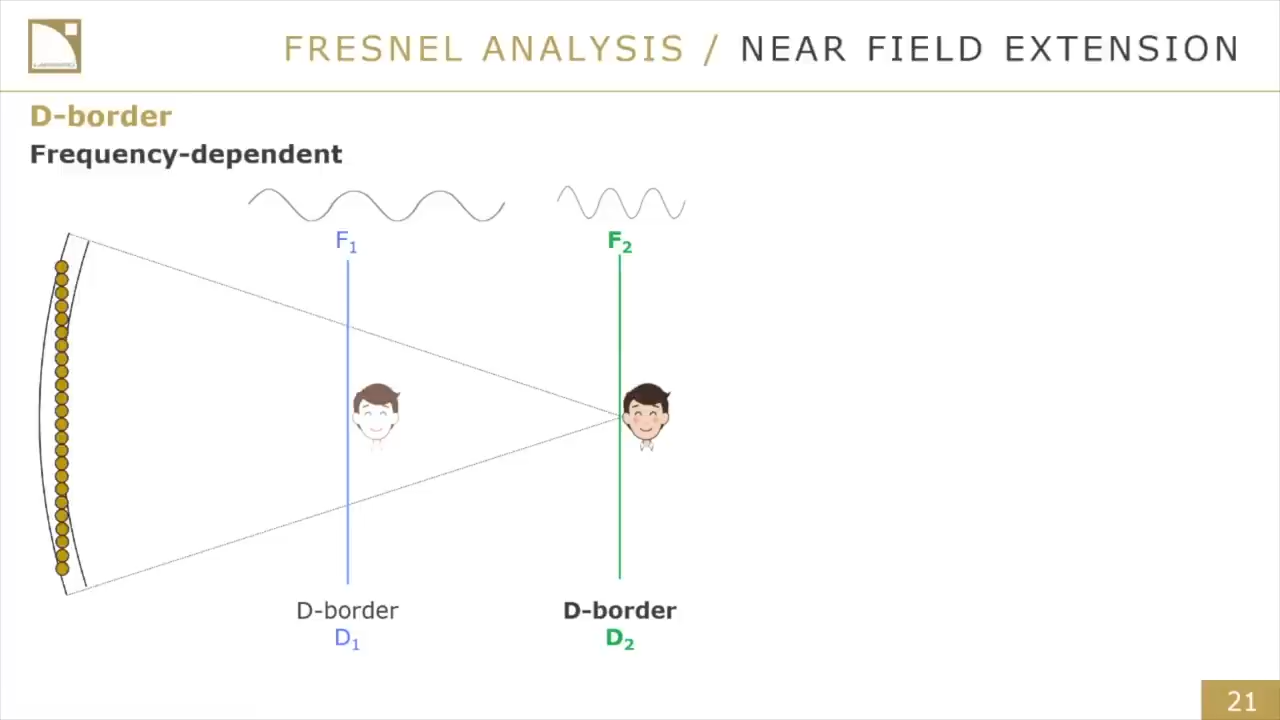 FRESNEL ANALYSIS / NEAR FIELD EXTENSION
D-border
Frequency-dependent
F₁
F₂
D-border
D₁
D-border
D₂
21